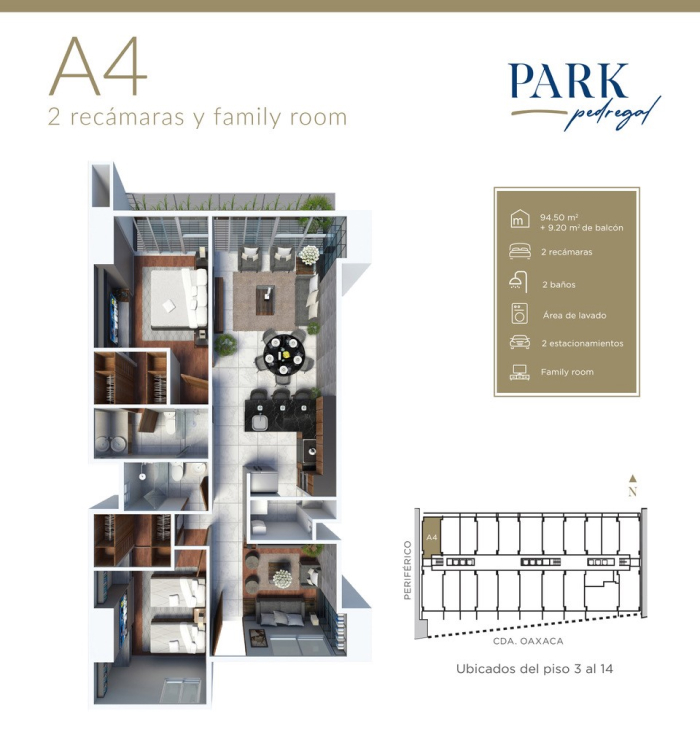 A4
2 recámaras y family room
PARK
pedregal
94.50 m²
+ 9.20 m² de balcón
2 recámaras
2 baños
Área de lavado
2 estacionamientos
Family room
N
A4
PERIFÉRICO
CDA. OAXACA
Ubicados del piso 3 al 14